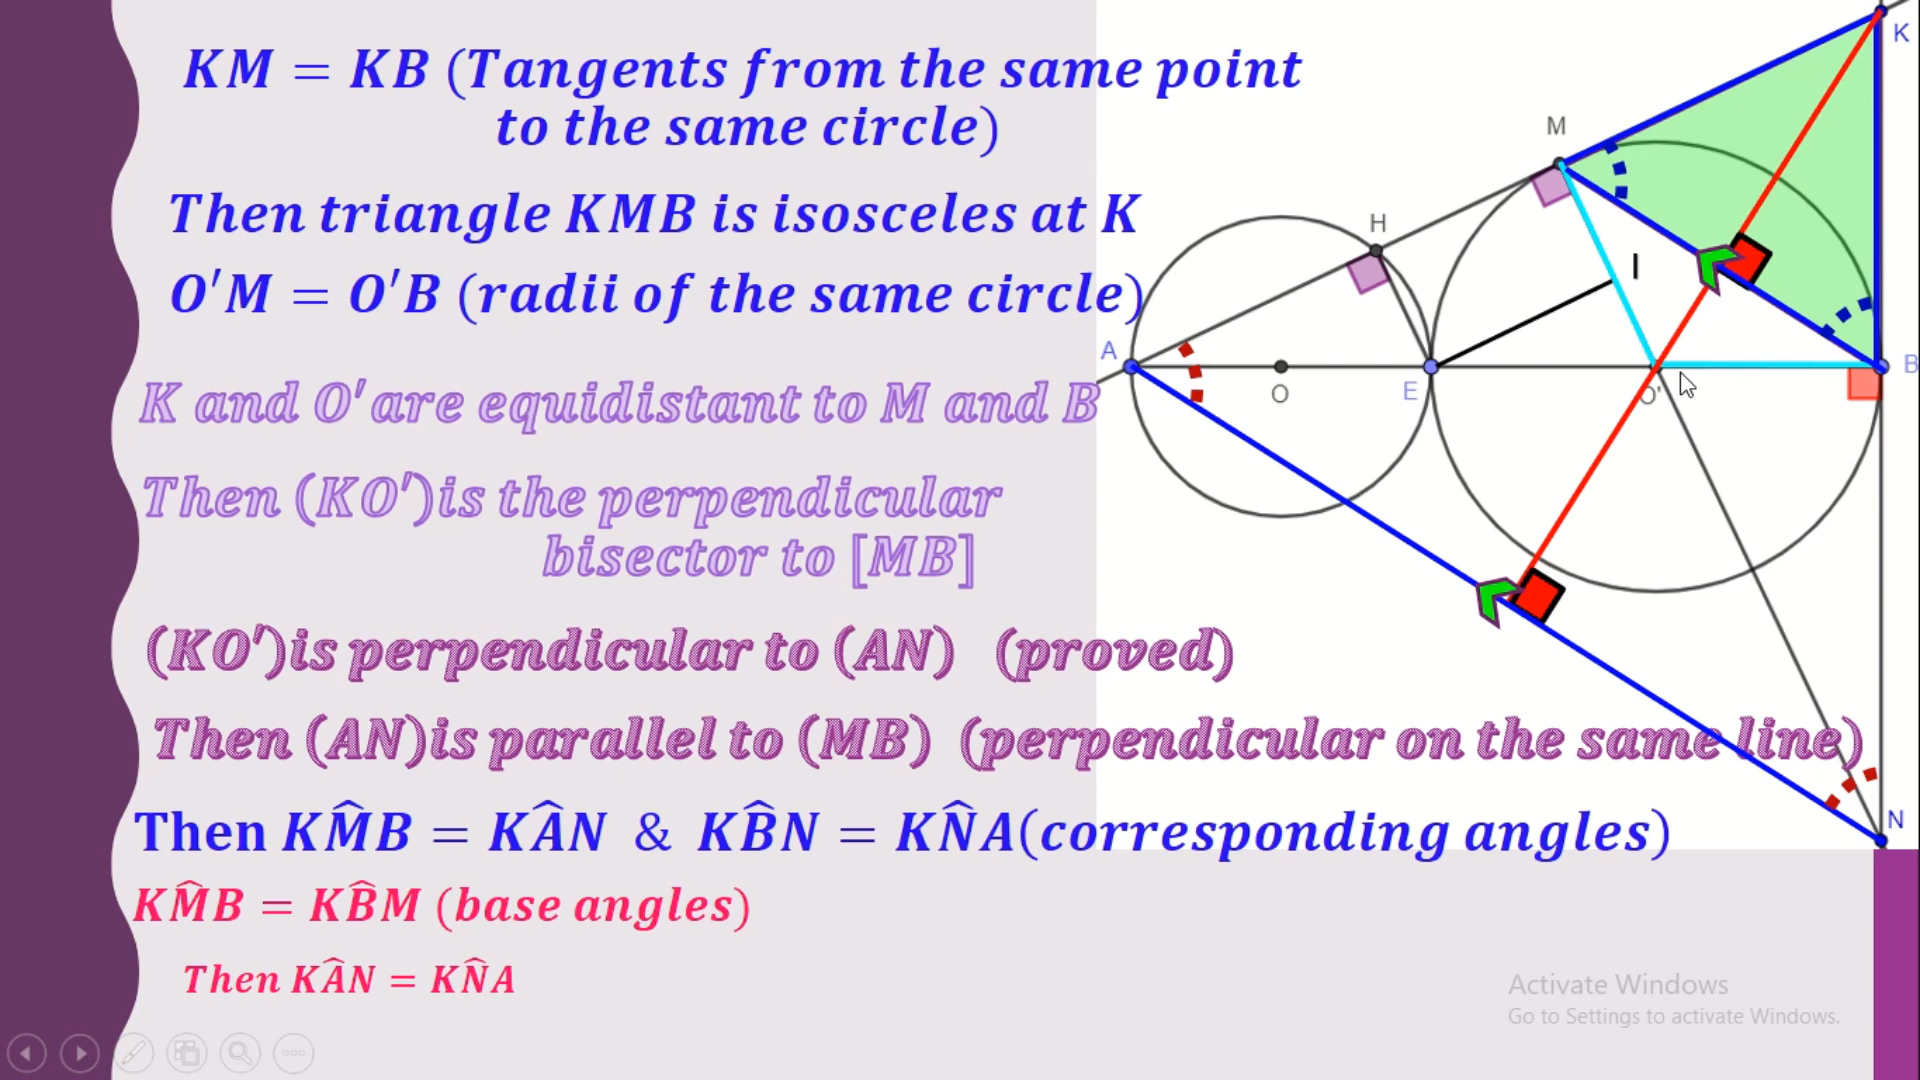 KM = KB (Tangents from the same point
to the same circle)
Then triangle KMB is isosceles at K
O'M = O'B (radii of the same circle)
K and O'are equidistant to M and B
Then (KO')is the perpendicular
bisector to [MB]
(KO')is perpendicular to (AN) (proved)
Then (AN)is parallel to (MB) (perpendicular on the same line)
Then KM̂B = KÂN & KB̂N = KN̂A(corresponding angles)
KM̂B = KB̂M (base angles)
Then KÂN = KN̂A
K
M
H
I
A
B
O
E
O'
N
Activate Windows
Go to Settings to activate Windows.